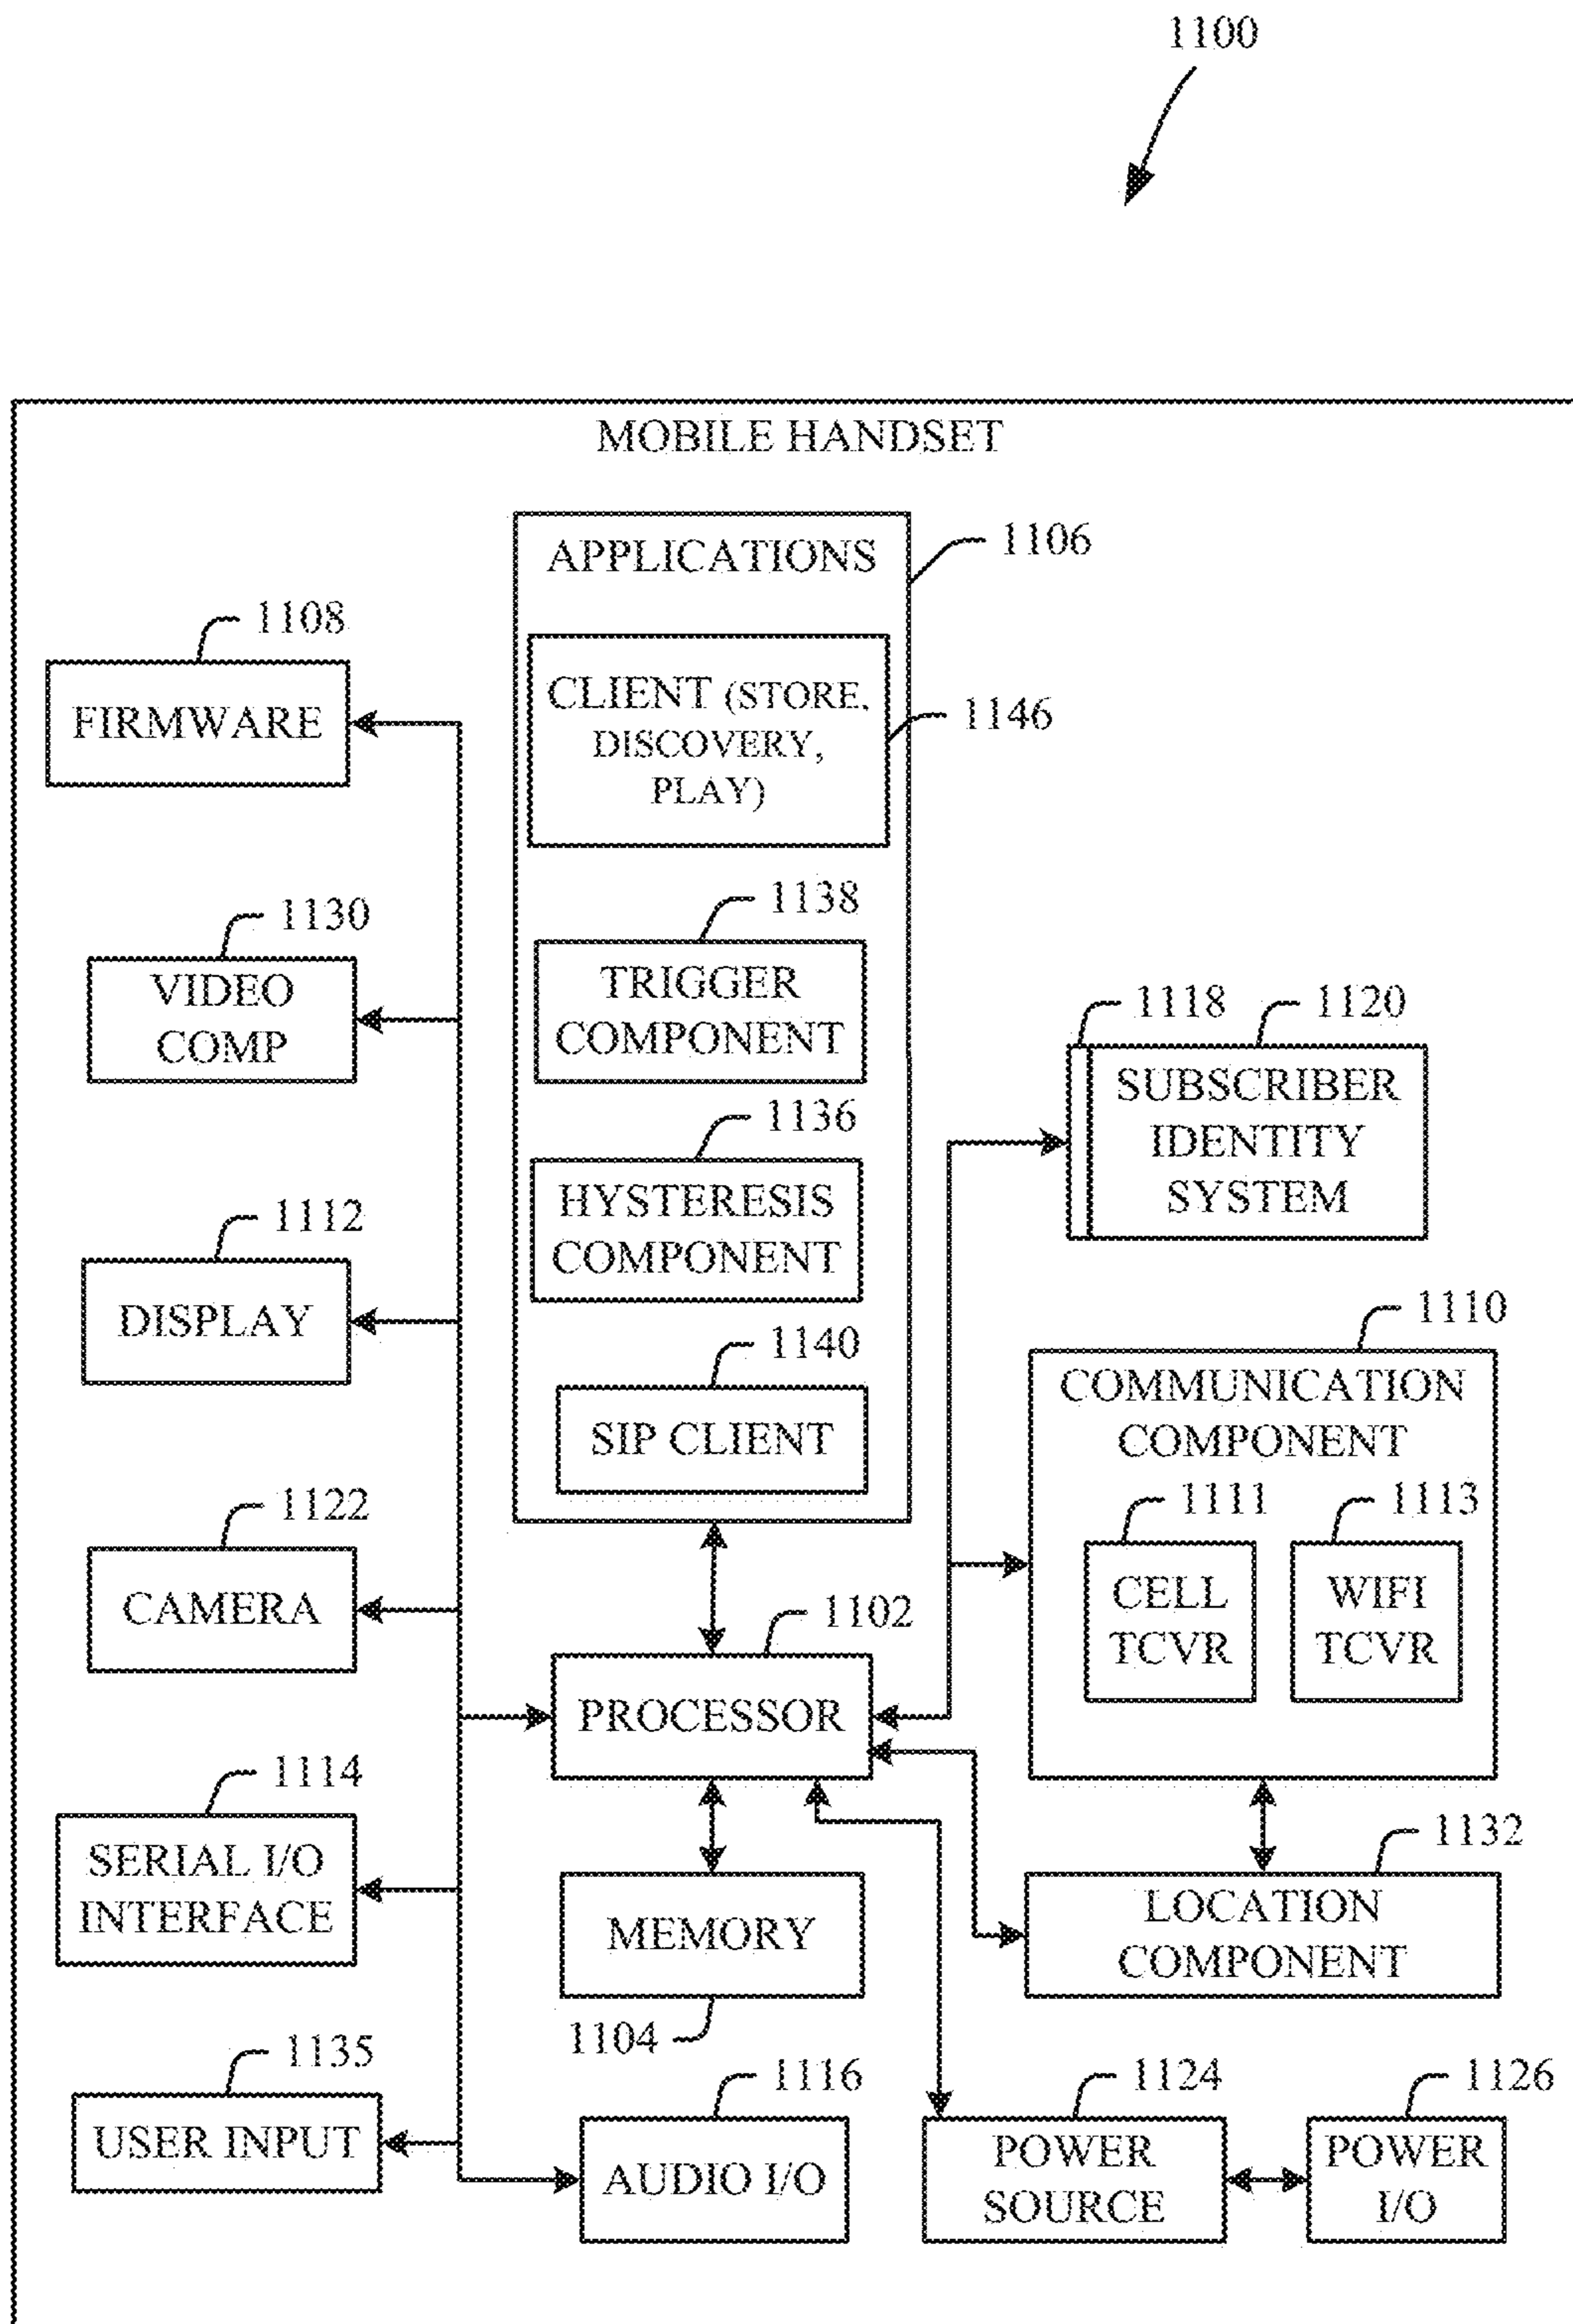 1100
MOBILE HANDSET
APPLICATIONS
1106
1108
FIRMWARE
CLIENT (STORE,
DISCOVERY,
PLAY)
1146
1130
VIDEO
COMP
1138
TRIGGER
COMPONENT
1118
1120
SUBSCRIBER
IDENTITY
SYSTEM
1136
HYSTERESIS
COMPONENT
1112
DISPLAY
1140
SIP CLIENT
1110
COMMUNICATION
COMPONENT
1111
CELL
TCVR
1113
WIFI
TCVR
1122
CAMERA
1102
PROCESSOR
1114
SERIAL I/O
INTERFACE
MEMORY
1104
1132
LOCATION
COMPONENT
1135
USER INPUT
1116
AUDIO I/O
1124
POWER
SOURCE
1126
POWER
I/O